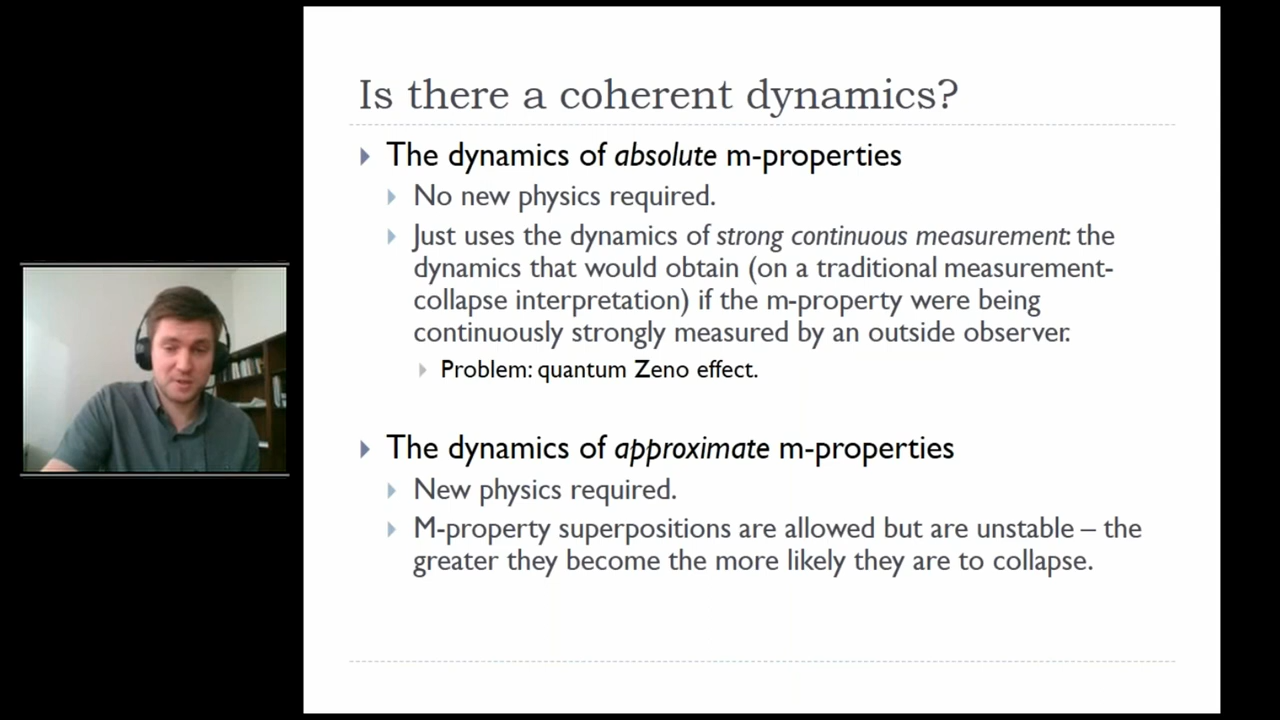 Is there a coherent dynamics?
The dynamics of absolute m-properties
No new physics required.
Just uses the dynamics of strong continuous measurement: the
dynamics that would obtain (on a traditional measurement-
collapse interpretation) if the m-property were being
continuously strongly measured by an outside observer.
Problem: quantum Zeno effect.
The dynamics of approximate m-properties
New physics required.
M-property superpositions are allowed but are unstable – the
greater they become the more likely they are to collapse.